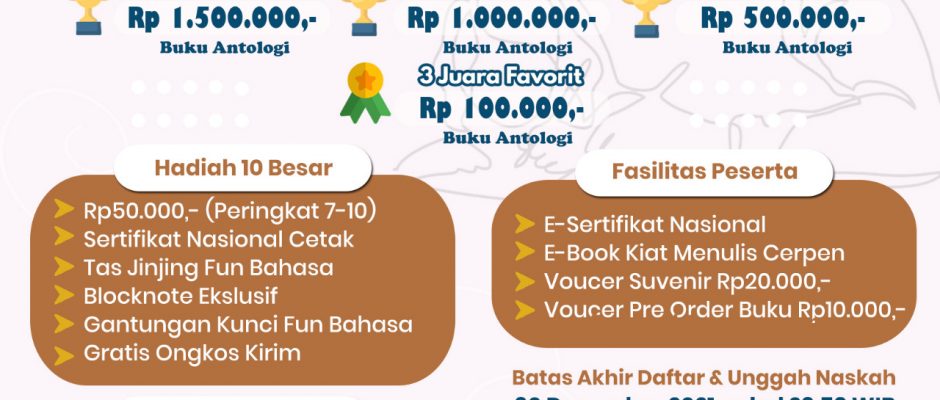 Rp 1.500.000,-
Buku Antologi
Rp 1.000.000,-
Buku Antologi
Rp 500.000,-
Buku Antologi
3 Juara Favorit
Rp 100.000,-
Buku Antologi
Hadiah 10 Besar
Rp50.000,- (Peringkat 7-10)
Sertifikat Nasional Cetak
Tas Jinjing Fun Bahasa
Blocknote Ekslusif
Gantungan Kunci Fun Bahasa
Gratis Ongkos Kirim
Fasilitas Peserta
E-Sertifikat Nasional
E-Book Kiat Menulis Cerpen
Voucer Suvenir Rp20.000,-
Voucer Pre Order Buku Rp10.000,-
Batas Akhir Daftar & Unggah Naskah